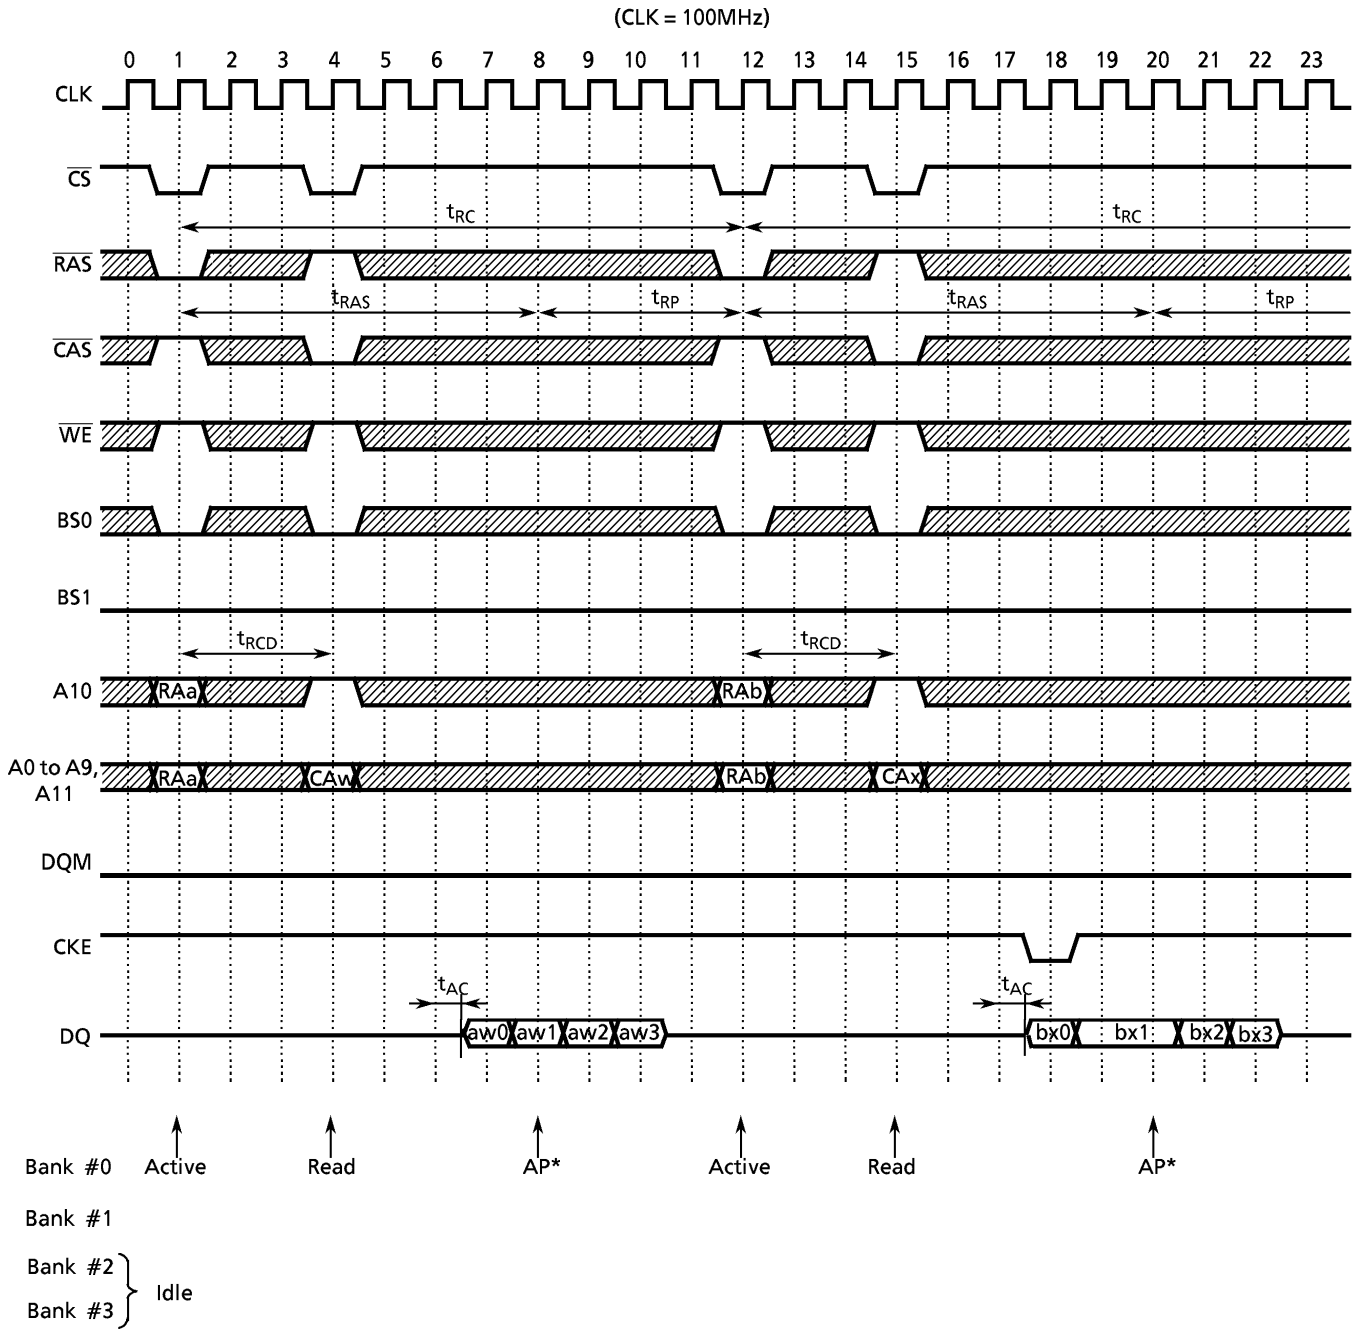 (CLK = 100MHz)
0 1 2 3 4 5 6 7 8 9 10 11 12 13 14 15 16 17 18 19 20 21 22 23
CLK
CS
tRC tRC
RAS
tRAS tRP tRAS tRP
CAS
WE
BS0
BS1
tRCD tRCD
A10 RAa RAb
A0 to A9,
A11 RAa CAw RAb CAx
DQM
CKE
tAC tAC
DQ aw0 aw1 aw2 aw3 bx0 bx1 bx2 bx3
Bank #0 Active Read AP* Active Read AP*
Bank #1
Bank #2
Idle
Bank #3